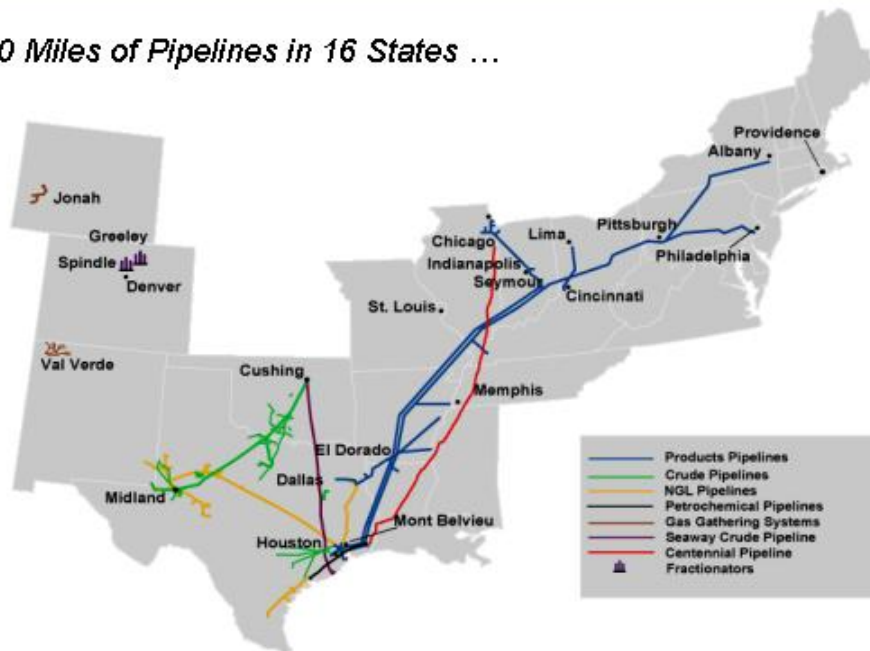 0 Miles of Pipelines in 16 States ...
Providence
Albany
Jonah
Greeley
Pittsburgh
Chicago
Lima
Spindle
Indianapolis
Philadelphia
Denver
Seymour
Cincinnati
St. Louis
Val Verde
Cushing
Memphis
El Dorado
Dallas
Midland
Mont Belvieu
Houston
Products Pipelines
Crude Pipelines
NGL Pipelines
Petrochemical Pipelines
Gas Gathering Systems
Seaway Crude Pipeline
Centennial Pipeline
Fractionators